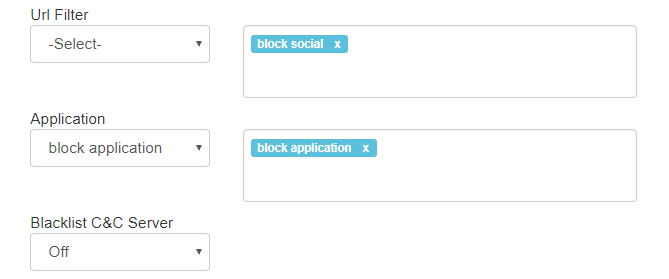 Url Filter
-Select-
block social x
Application
block application
block application x
Blacklist C&C Server
Off